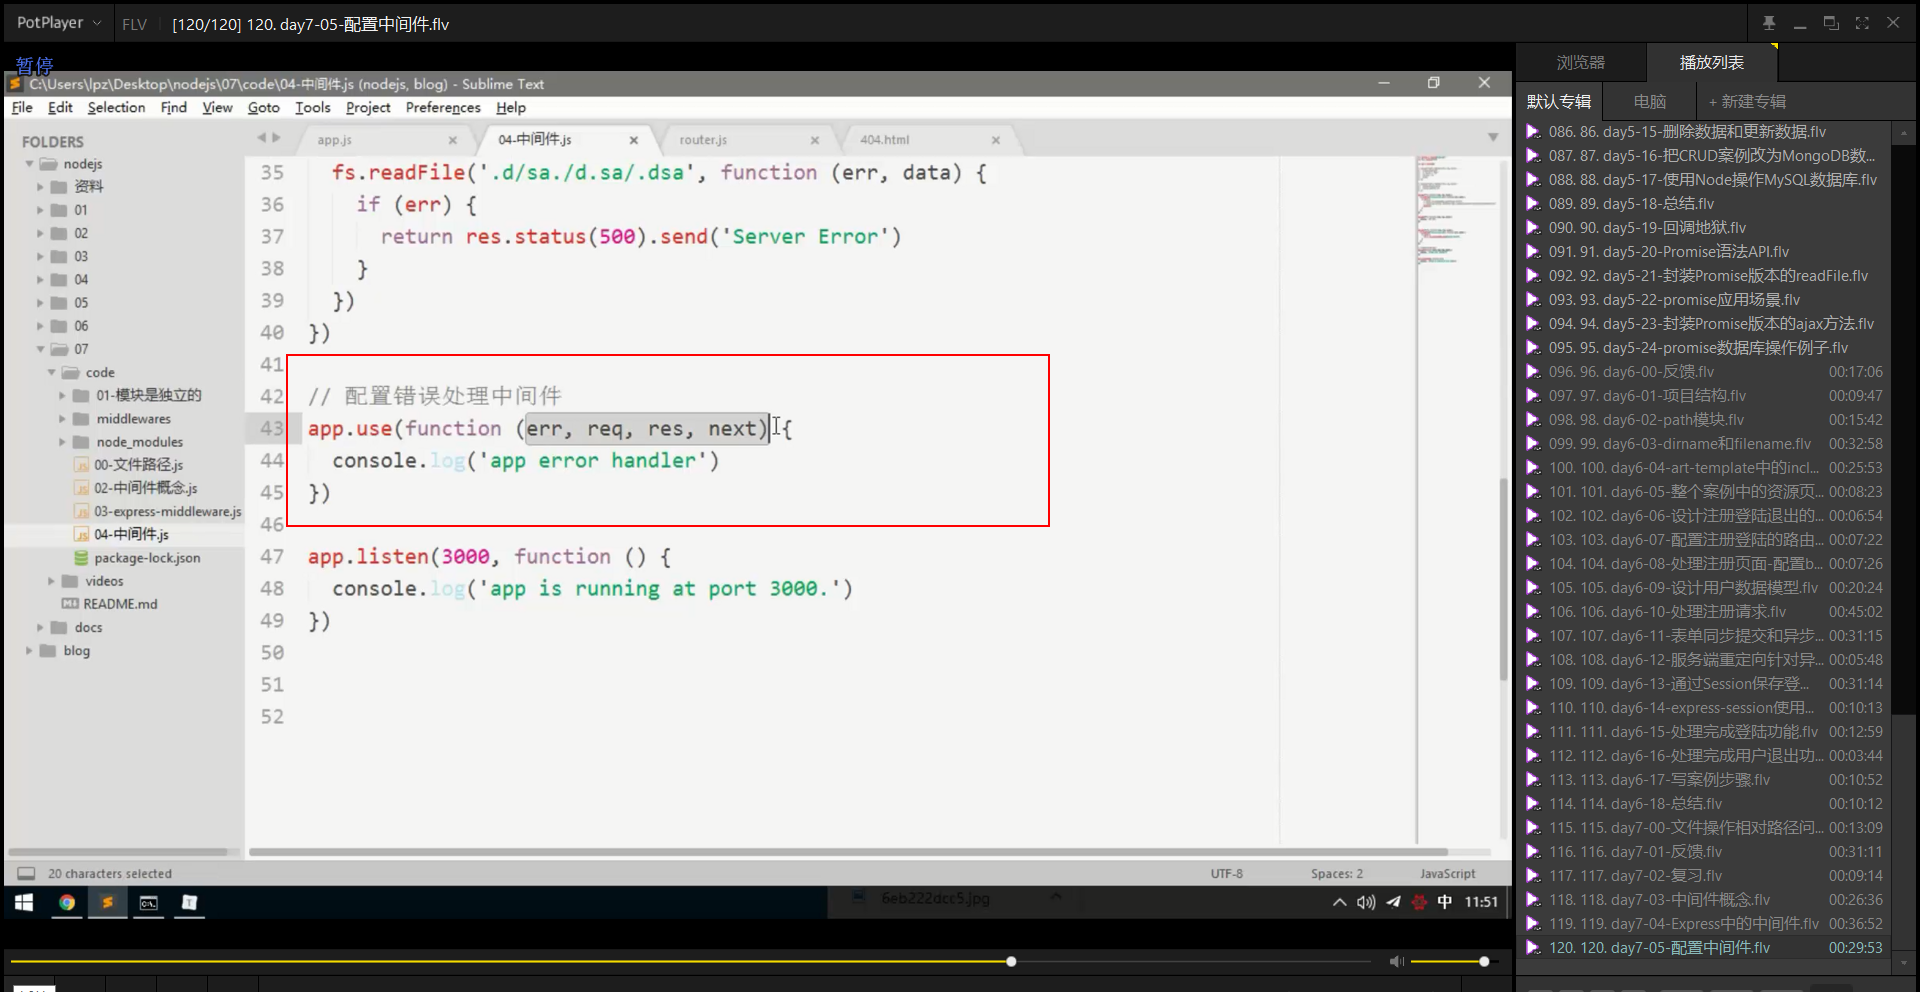 PotPlayer
FLV
[120/120] 120. day7-05-配置中间件.flv
暂停
C:\Users\lpz\Desktop\nodejs\07\code\04-中间件.js (nodejs, blog) - Sublime Text
File Edit Selection Find View Goto Tools Project Preferences Help
FOLDERS
nodejs
资料
01
02
03
04
05
06
07
code
01-模块是独立的
middlewares
node_modules
00-文件路径.js
02-中间件概念.js
03-express-middleware.js
04-中间件.js
package-lock.json
videos
README.md
docs
blog
app.js × 04-中间件.js × router.js × 404.html ×
35 fs.readFile('.d/sa./d.sa/.dsa', function (err, data) {
36 if (err) {
37 return res.status(500).send('Server Error')
38 }
39 })
40 })
41
42 // 配置错误处理中间件
43 app.use(function (err, req, res, next) {
44 console.log('app error handler')
45 })
46
47 app.listen(3000, function () {
48 console.log('app is running at port 3000.')
49 })
50
51
52
20 characters selected
UTF-8
Spaces: 2
JavaScript
6eb222dcc5.jpg
中
11:51
浏览器
播放列表
默认专辑
电脑
+ 新建专辑
086. 86. day5-15-删除数据和更新数据.flv
087. 87. day5-16-把CRUD案例改为MongoDB数...
088. 88. day5-17-使用Node操作MySQL数据库.flv
089. 89. day5-18-总结.flv
090. 90. day5-19-回调地狱.flv
091. 91. day5-20-Promise语法API.flv
092. 92. day5-21-封装Promise版本的readFile.flv
093. 93. day5-22-promise应用场景.flv
094. 94. day5-23-封装Promise版本的ajax方法.flv
095. 95. day5-24-promise数据库操作例子.flv
096. 96. day6-00-反馈.flv 00:17:06
097. 97. day6-01-项目结构.flv 00:09:47
098. 98. day6-02-path模块.flv 00:15:42
099. 99. day6-03-dirname和filename.flv 00:32:58
100. 100. day6-04-art-template中的incl... 00:25:53
101. 101. day6-05-整个案例中的资源页... 00:08:23
102. 102. day6-06-设计注册登陆退出的... 00:06:54
103. 103. day6-07-配置注册登陆的路由... 00:07:22
104. 104. day6-08-处理注册页面-配置b... 00:07:26
105. 105. day6-09-设计用户数据模型.flv 00:20:24
106. 106. day6-10-处理注册请求.flv 00:45:02
107. 107. day6-11-表单同步提交和异步... 00:31:15
108. 108. day6-12-服务端重定向针对异... 00:05:48
109. 109. day6-13-通过Session保存登... 00:31:14
110. 110. day6-14-express-session使用... 00:10:13
111. 111. day6-15-处理完成登陆功能.flv 00:12:59
112. 112. day6-16-处理完成用户退出功... 00:03:44
113. 113. day6-17-写案例步骤.flv 00:10:52
114. 114. day6-18-总结.flv 00:10:12
115. 115. day7-00-文件操作相对路径问... 00:13:09
116. 116. day7-01-反馈.flv 00:31:11
117. 117. day7-02-复习.flv 00:09:14
118. 118. day7-03-中间件概念.flv 00:26:36
119. 119. day7-04-Express中的中间件.flv 00:36:52
120. 120. day7-05-配置中间件.flv 00:29:53